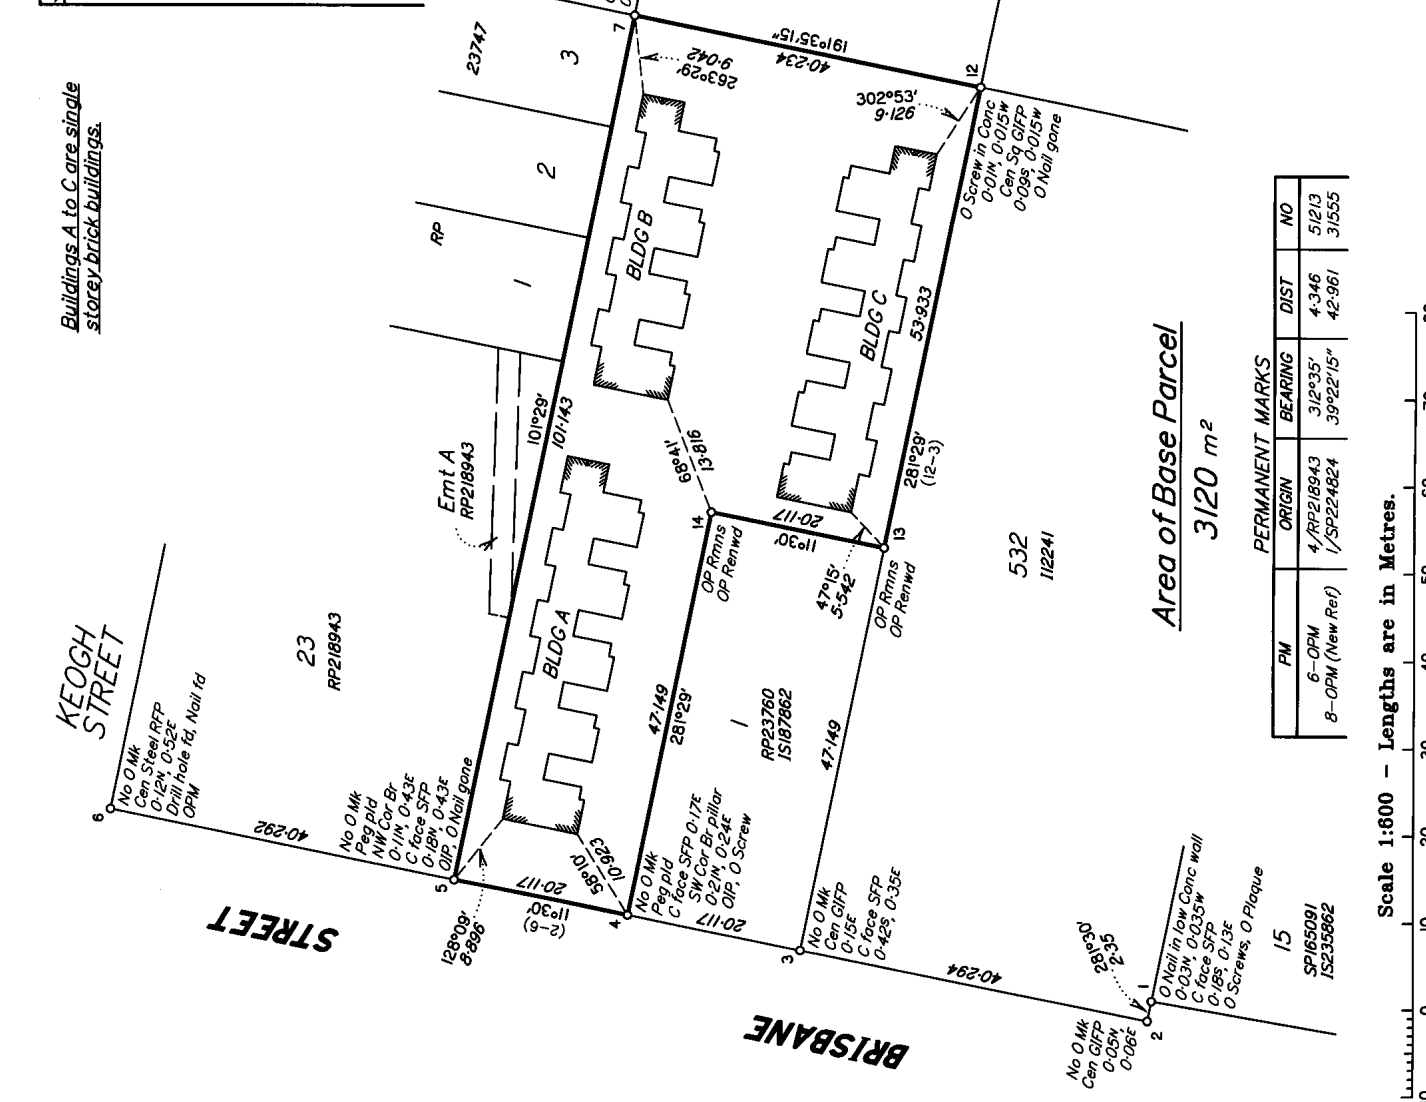 Buildings A to C are single
storey brick buildings.
KEOGH
STREET
6
No O Mk
Cen Steel RFP
0·12N, 0·52E
Drill hole fd, Nail fd
OPM
40·292
23
RP218943
Emt A
RP218943
RP
23747
1
2
3
7
263°29'
9·042
191°35'15"
40·234
12
302°53'
9·126
O Screw in Conc
0·01N, 0·015W
Cen Sq GIFP
0·09S, 0·015W
O Nail gone
101°29'
101·143
BLDG A
BLDG B
BLDG C
68°41'
13·816
14
OP Rmns
OP Renwd
20·117
11°30'
13
OP Rmns
OP Renwd
47°15'
5·542
53·933
281°29'
(12-3)
47·149
281°29'
1
RP23760
IS187862
47·149
532
112241
No O Mk
Peg pld
NW Cor Br
0·11N, 0·43E
C face SFP
0·18N, 0·43E
OIP, O Nail gone
5
128°09'
8·896
20·117
11°30'
(2-6)
58°10'
10·923
4
No O Mk
Peg pld
C face SFP 0·17E
SW Cor Br pillar
0·21N, 0·24E
OIP, O Screw
20·117
3
No O Mk
Cen GIFP
0·15E
C face SFP
0·42S, 0·35E
40·294
BRISBANE
STREET
281°30'
2·35
1
2
O Nail in low Conc wall
0·03N, 0·035W
C face SFP
0·18S, 0·13E
O Screws, O Plaque
No O Mk
Cen GIFP
0·05N,
0·06E
15
SP165091
IS235862
Area of Base Parcel
3120 m²
PERMANENT MARKS
PM ORIGIN BEARING DIST NO
6-OPM 4/RP218943 312°35' 4·346 51213
8-OPM (New Ref) 1/SP224824 39°22'15" 42·961 31555
Scale 1:600 - Lengths are in Metres.